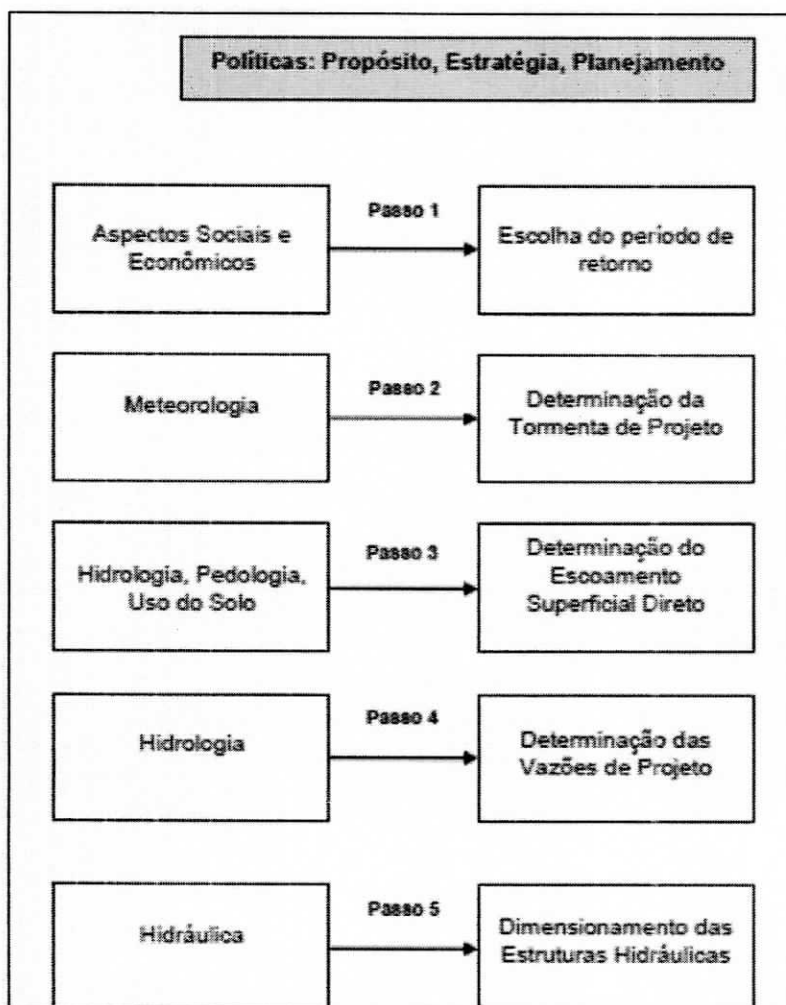 Políticas: Propósito, Estratégia, Planejamento
Aspectos Sociais e
Econômicos
Passo 1
Escolha do período de
retorno
Meteorologia
Passo 2
Determinação da
Tormenta de Projeto
Hidrologia, Pedologia,
Uso do Solo
Passo 3
Determinação do
Escoamento
Superficial Direto
Hidrologia
Passo 4
Determinação das
Vazões de Projeto
Hidráulica
Passo 5
Dimensionamento das
Estruturas Hidráulicas